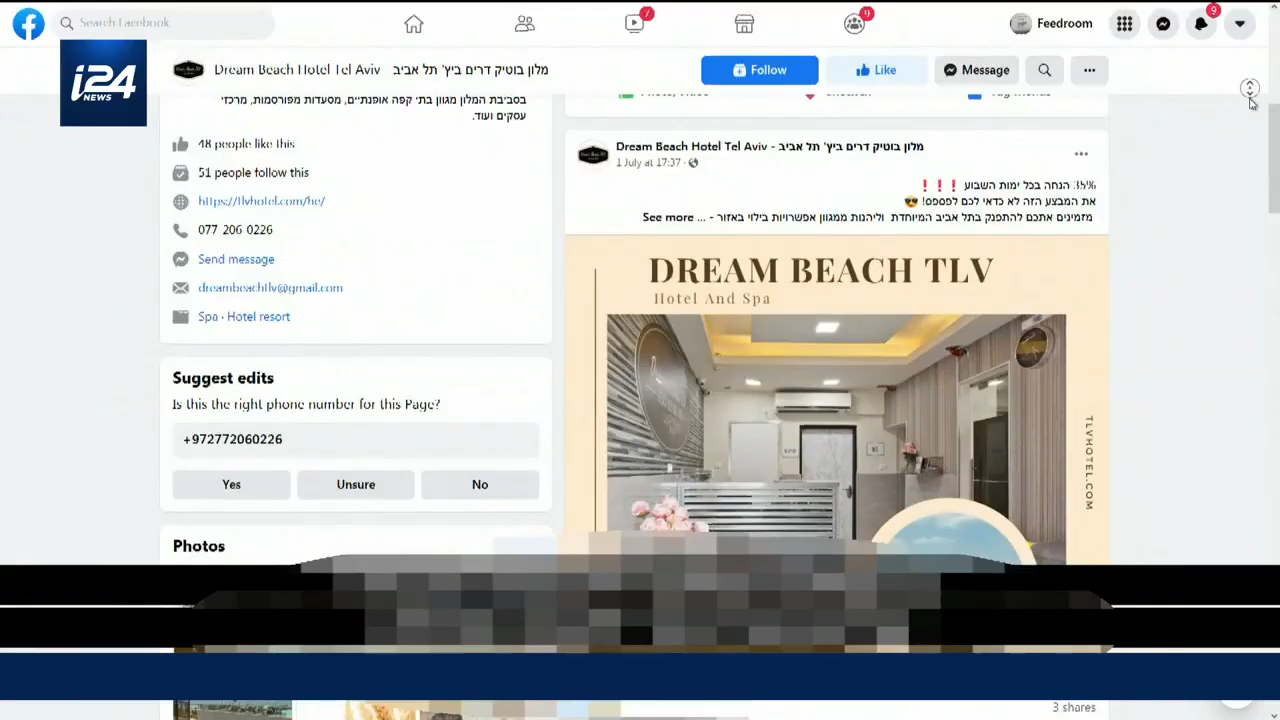 Search Facebook
7
9
Feedroom
9
i24
NEWS
Dream Beach Hotel Tel Aviv מלון בוטיק דרים ביץ' תל אביב
Follow
Like
Message
בסביבת המלון מגוון בתי קפה אופנתיים, מסעדות מפורסמות, מרכזי
עסקים ועוד.
48 people like this
51 people follow this
https://tlvhotel.com/he/
077-206-0226
Send message
dreambeachtlv@gmail.com
Spa · Hotel resort
Suggest edits
Is this the right phone number for this Page?
+972772060226
Yes
Unsure
No
Photos
Dream Beach Hotel Tel Aviv - מלון בוטיק דרים ביץ' תל אביב
1 July at 17:37 ·
35% הנחה בכל ימות השבוע ❗❗❗
את המבצע הזה לא כדאי לכם לפספס! 😎
מזמינים אתכם להתפנק בתל אביב המיוחדת וליהנות ממגוון אפשרויות בילוי באזור - ... See more
DREAM BEACH TLV
Hotel And Spa
TLVHOTEL.COM
3 shares